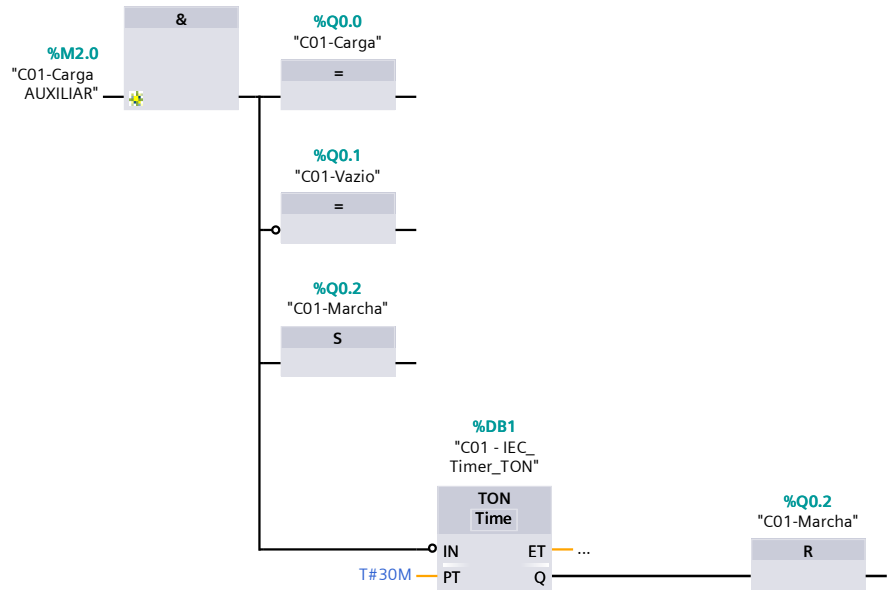 &
%M2.0
"C01-Carga
AUXILIAR"
%Q0.0
"C01-Carga"
=
%Q0.1
"C01-Vazio"
=
%Q0.2
"C01-Marcha"
S
%DB1
"C01 - IEC_
Timer_TON"
TON
Time
IN
ET
...
T#30M
PT
Q
%Q0.2
"C01-Marcha"
R